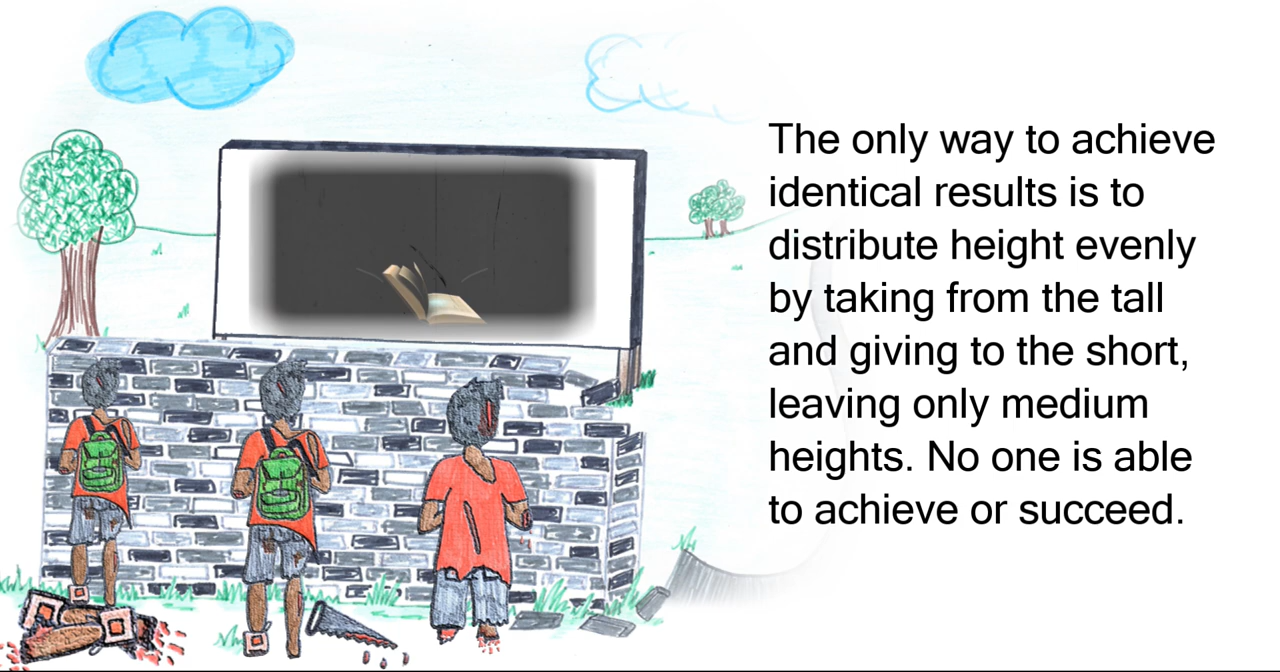 The only way to achieve
identical results is to
distribute height evenly
by taking from the tall
and giving to the short,
leaving only medium
heights. No one is able
to achieve or succeed.